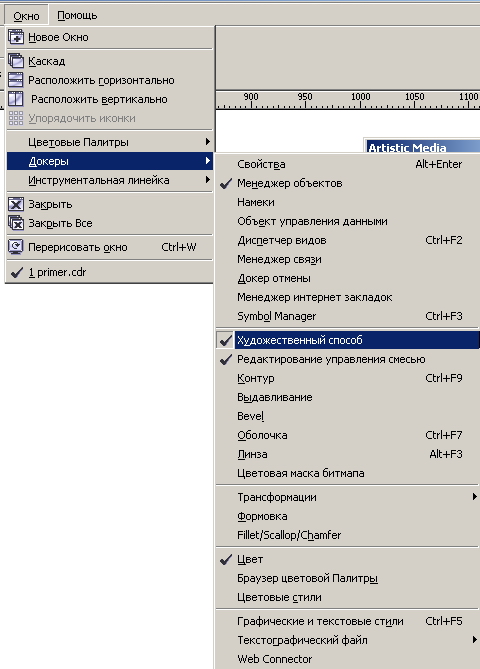 Окно Помощь
Новое Окно
Каскад
Расположить горизонтально
Расположить вертикально
Упорядочить иконки
Цветовые Палитры
Докеры
Инструментальная линейка
Закрыть
Закрыть Все
Перерисовать окно Ctrl+W
1 primer.cdr
900 1000 1050 1100
Artistic Media
Свойства Alt+Enter
Менеджер объектов
Намеки
Объект управления данными
Диспетчер видов Ctrl+F2
Менеджер связи
Докер отмены
Менеджер интернет закладок
Symbol Manager Ctrl+F3
Художественный способ
Редактирование управления смесью
Контур Ctrl+F9
Выдавливание
Bevel
Оболочка Ctrl+F7
Линза Alt+F3
Цветовая маска битмапа
Трансформации
Формовка
Fillet/Scallop/Chamfer
Цвет
Браузер цветовой Палитры
Цветовые стили
Графические и текстовые стили Ctrl+F5
Текстографический файл
Web Connector